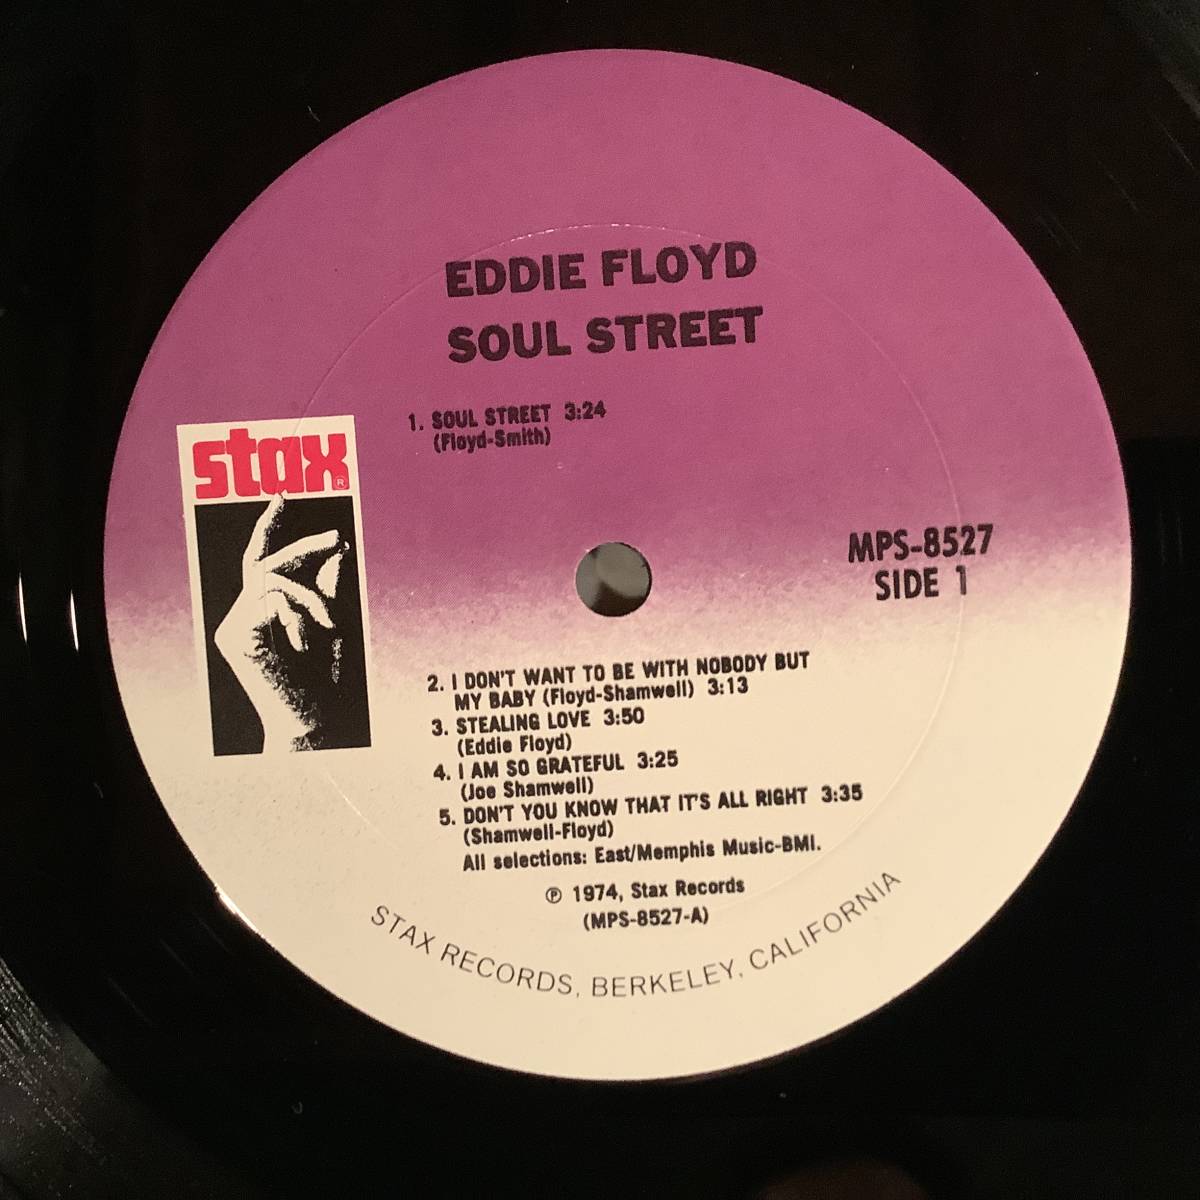 EDDIE FLOYD
SOUL STREET
1. SOUL STREET 3:24
(Floyd-Smith)
stax®
MPS-8527
SIDE 1
2. I DON'T WANT TO BE WITH NOBODY BUT
MY BABY (Floyd-Shamwell) 3:13
3. STEALING LOVE 3:50
(Eddie Floyd)
4. I AM SO GRATEFUL 3:25
(Joe Shamwell)
5. DON'T YOU KNOW THAT IT'S ALL RIGHT 3:35
(Shamwell-Floyd)
All selections: East/Memphis Music-BMI.
℗ 1974, Stax Records
(MPS-8527-A)
STAX RECORDS, BERKELEY, CALIFORNIA